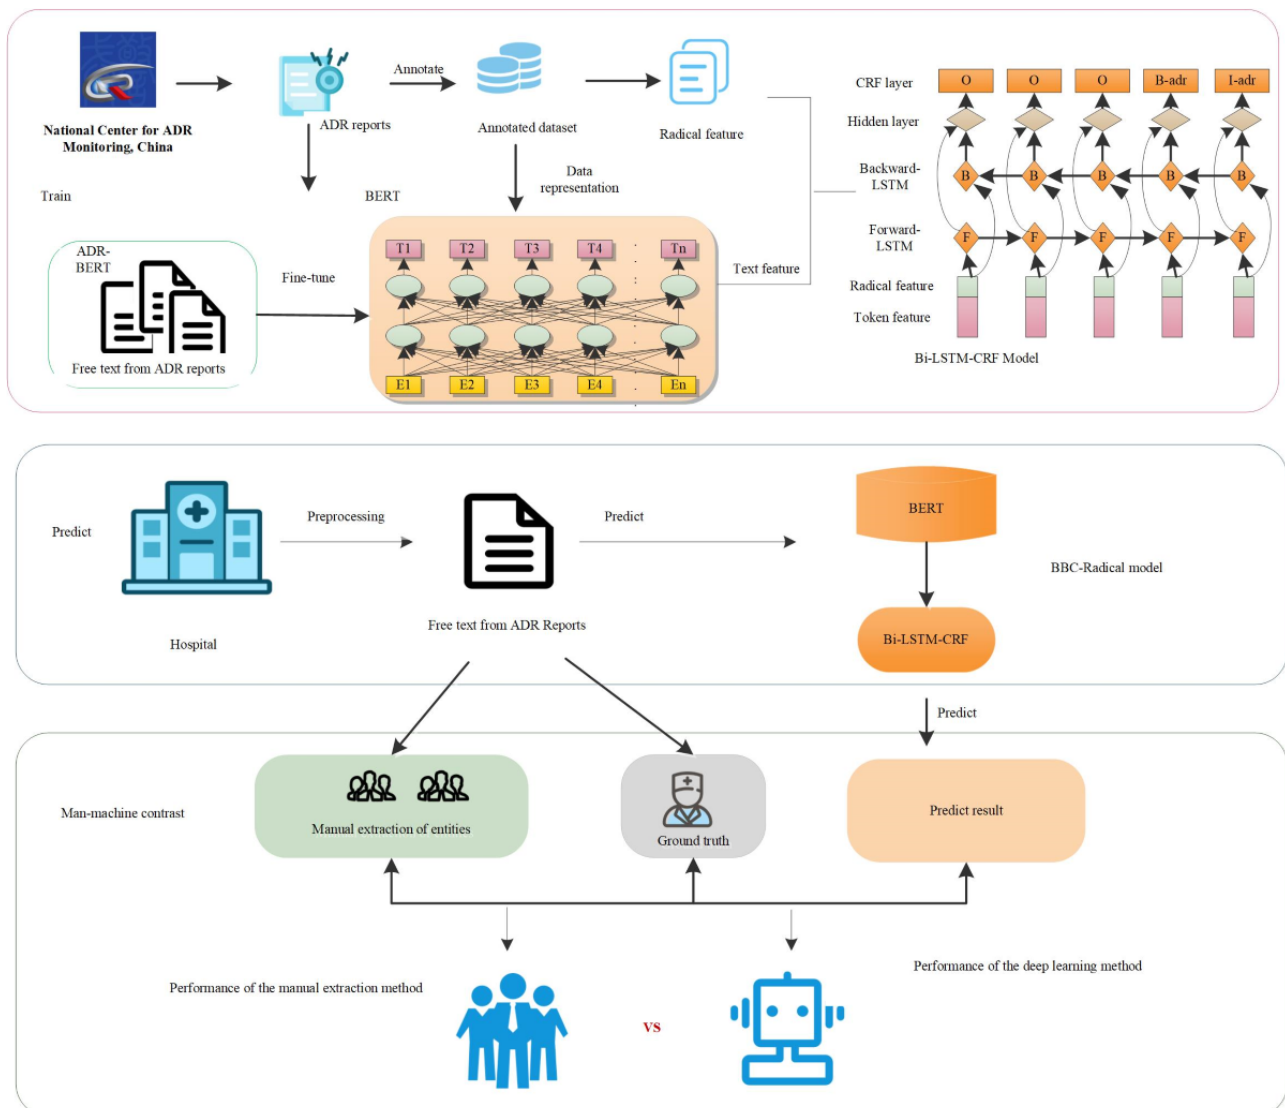 National Center for ADR
Monitoring, China
ADR reports
Annotate
Annotated dataset
Radical feature
Train
BERT
Data
representation
ADR-
BERT
Free text from ADR reports
Fine-tune
T1 T2 T3 T4 Tn
E1 E2 E3 E4 En
Text feature
CRF layer O O O B-adr I-adr
Hidden layer
Backward-
LSTM
B B B B B
Forward-
LSTM
F F F F F
Radical feature
Token feature
Bi-LSTM-CRF Model
Predict
Hospital
Preprocessing
Free text from ADR Reports
Predict
BERT
Bi-LSTM-CRF
BBC-Radical model
Predict
Man-machine contrast
Manual extraction of entities
Ground truth
Predict result
Performance of the manual extraction method
VS
Performance of the deep learning method